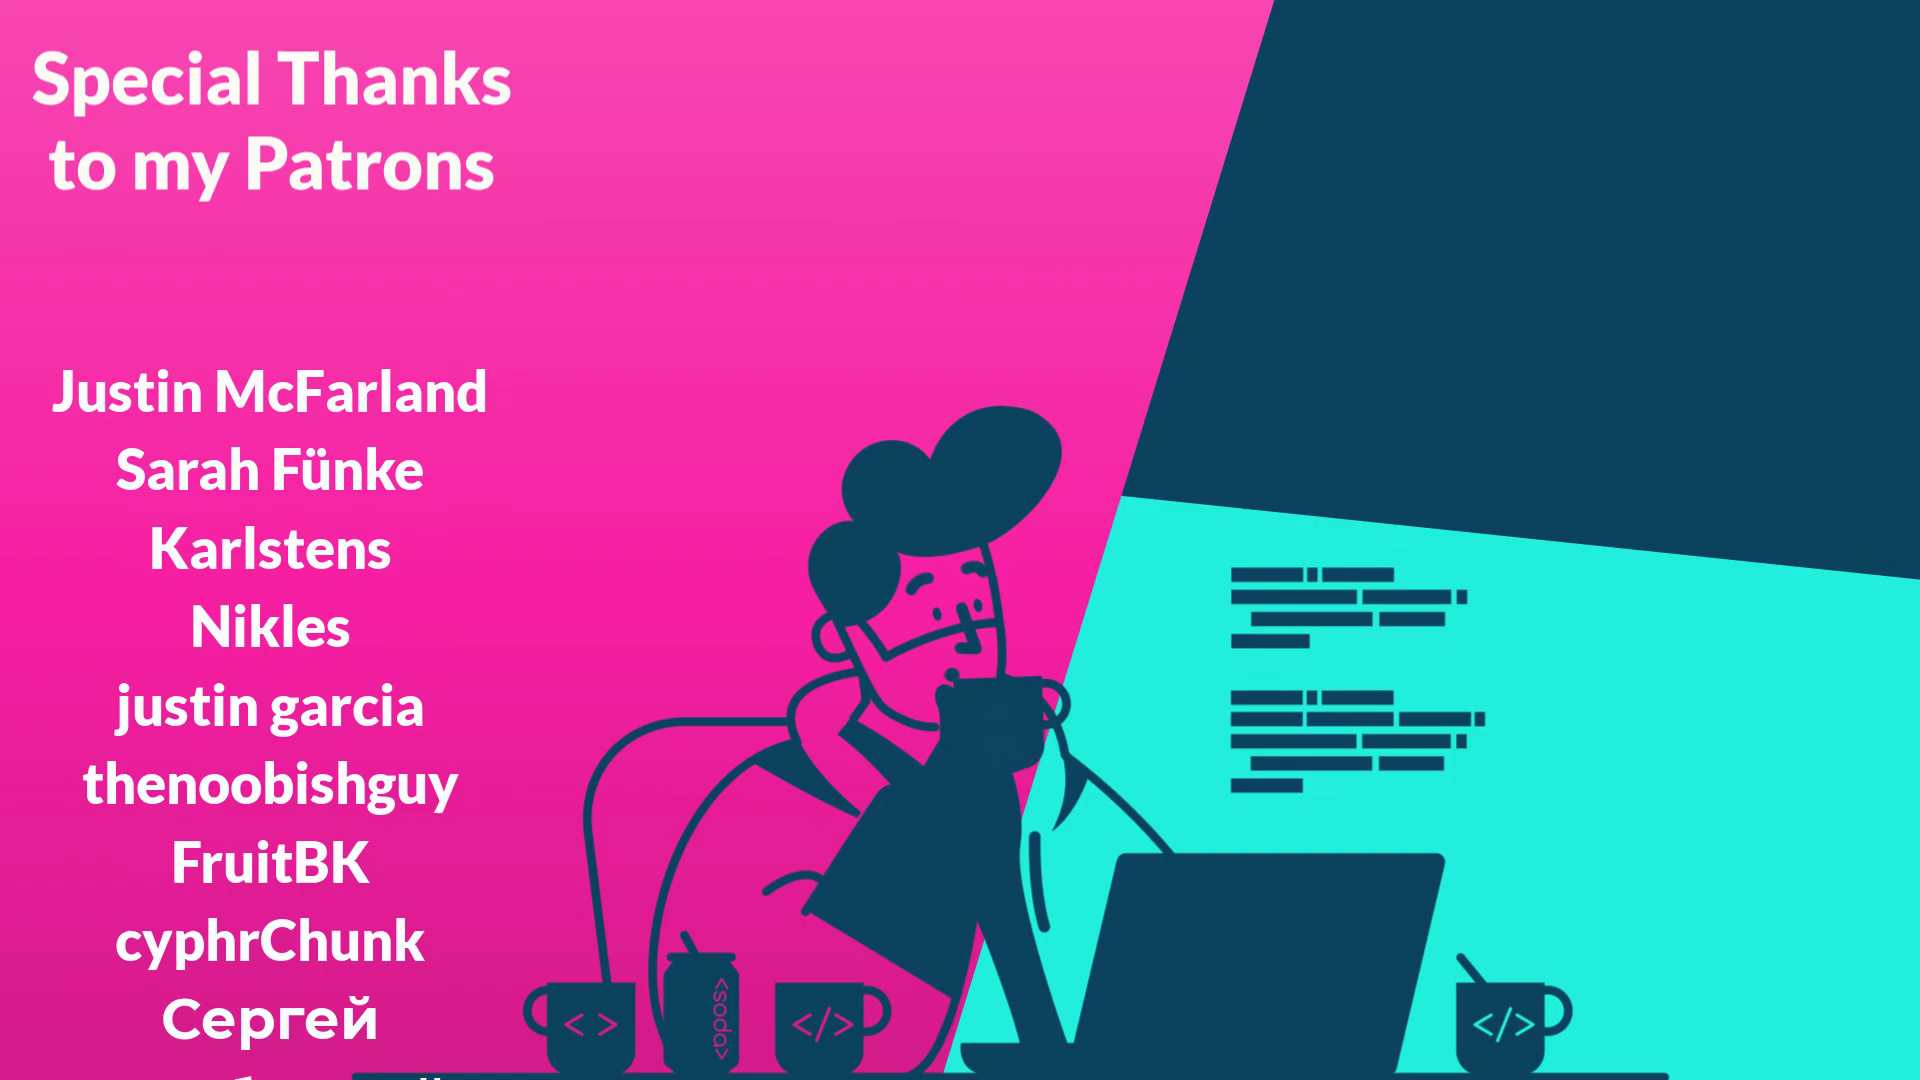 Special Thanks
to my Patrons
Justin McFarland
Sarah Fünke
Karlstens
Nikles
justin garcia
thenoobishguy
FruitBK
cyphrChunk
Сергей
< >
<soda>
</>
</>